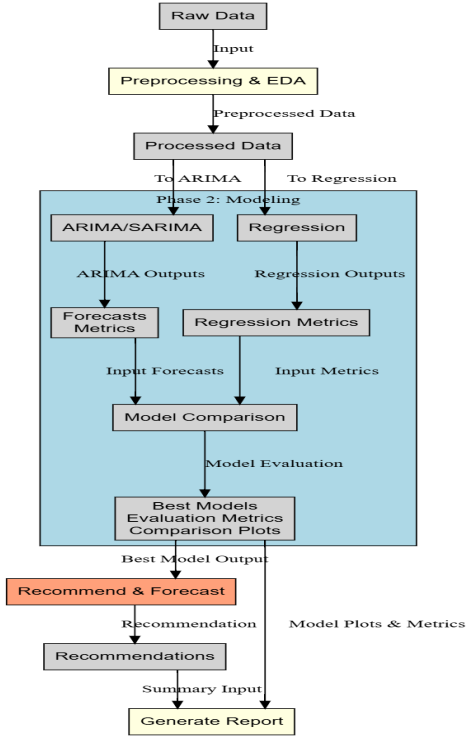 Raw Data
Input
Preprocessing & EDA
Preprocessed Data
Processed Data
To ARIMA
To Regression
Phase 2: Modeling
ARIMA/SARIMA
Regression
ARIMA Outputs
Regression Outputs
Forecasts
Metrics
Regression Metrics
Input Forecasts
Input Metrics
Model Comparison
Model Evaluation
Best Models
Evaluation Metrics
Comparison Plots
Best Model Output
Recommend & Forecast
Recommendation
Model Plots & Metrics
Recommendations
Summary Input
Generate Report